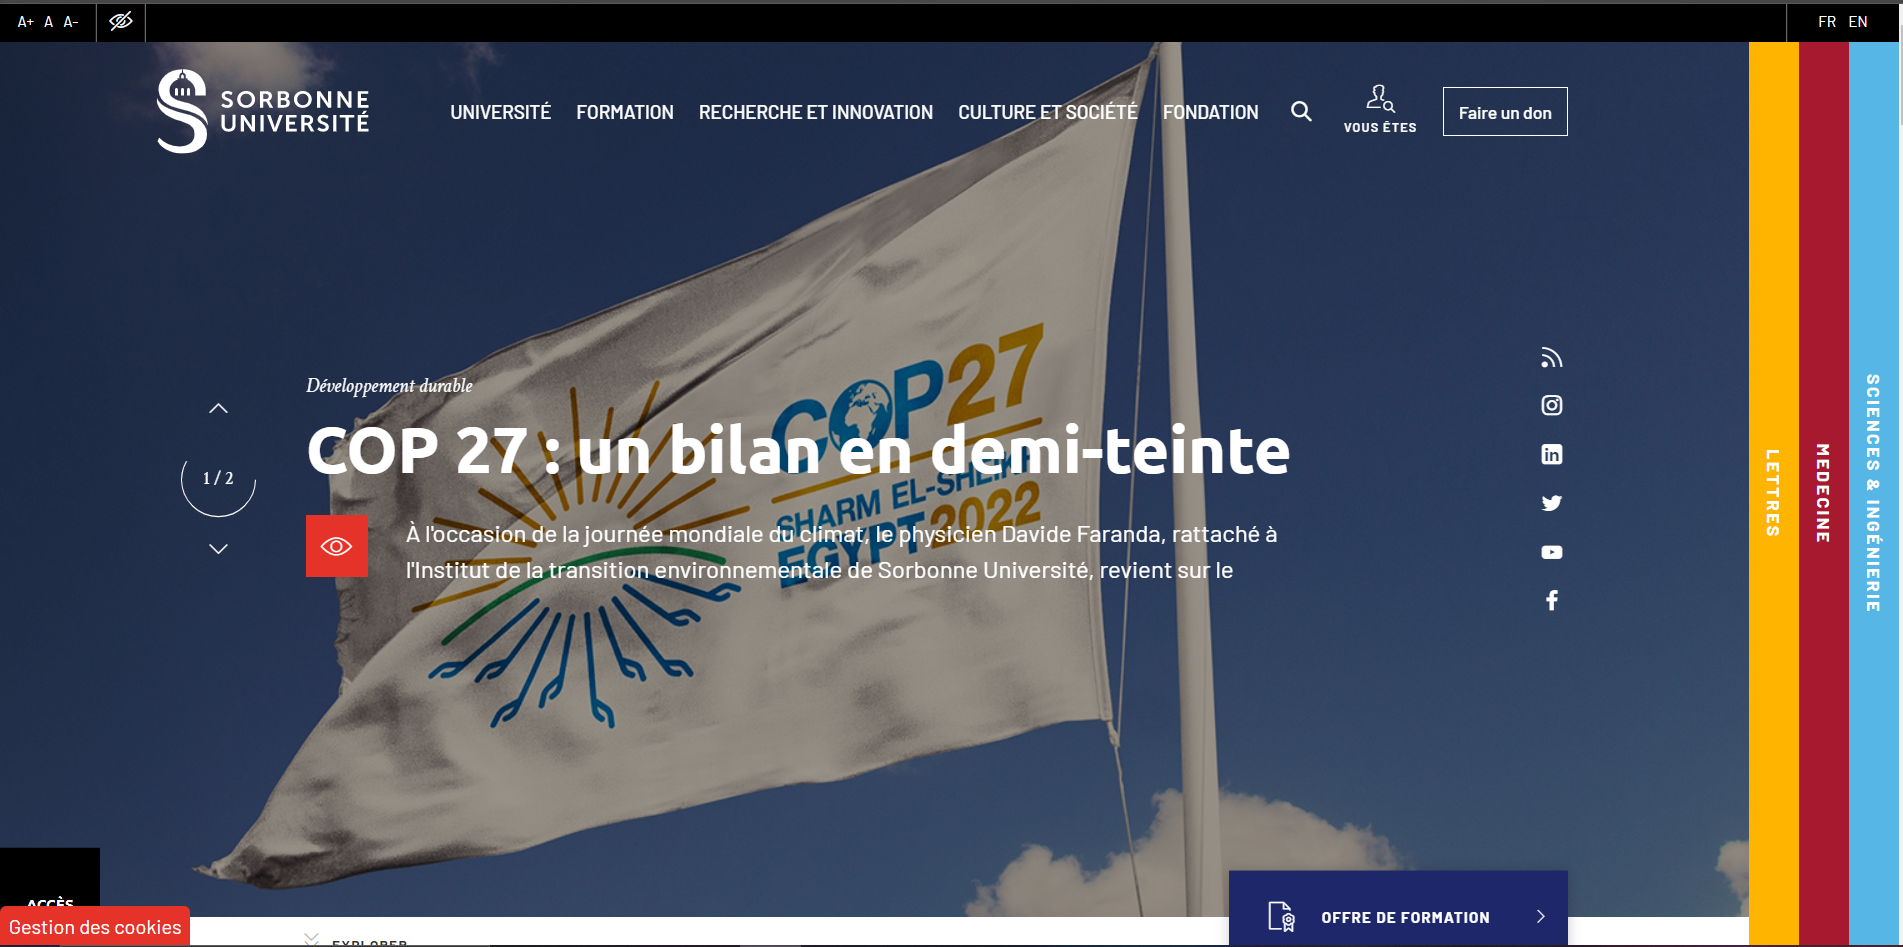 A+ A A-
FR EN
SORBONNE
UNIVERSITÉ
UNIVERSITÉ FORMATION RECHERCHE ET INNOVATION CULTURE ET SOCIÉTÉ FONDATION
VOUS ÊTES
Faire un don
COP27
SHARM EL-SHEIKH
EGYPT2022
Développement durable
COP 27 : un bilan en demi-teinte
1 / 2
À l'occasion de la journée mondiale du climat, le physicien Davide Faranda, rattaché à
l'Institut de la transition environnementale de Sorbonne Université, revient sur le
LETTRES
MEDECINE
SCIENCES & INGÉNIERIE
ACCÈS
Gestion des cookies
EXPLORER
OFFRE DE FORMATION